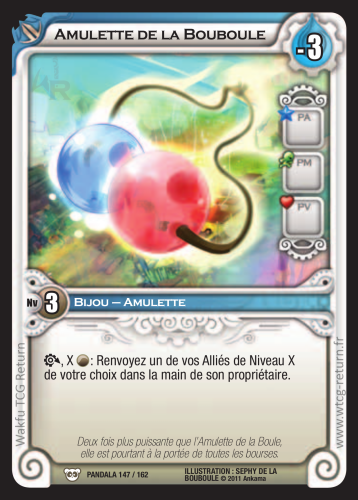 AMULETTE DE LA BOUBOULE
-3
PA
PM
PV
Nv 3
BIJOU – AMULETTE
, X : Renvoyez un de vos Alliés de Niveau X
de votre choix dans la main de son propriétaire.
Deux fois plus puissante que l'Amulette de la Boule,
elle est pourtant à la portée de toutes les bourses.
PANDALA 147 / 162
ILLUSTRATION : SEPHY DE LA
BOUBOULE © 2011 Ankama
Wakfu TCG Return
www.wtcg-return.fr